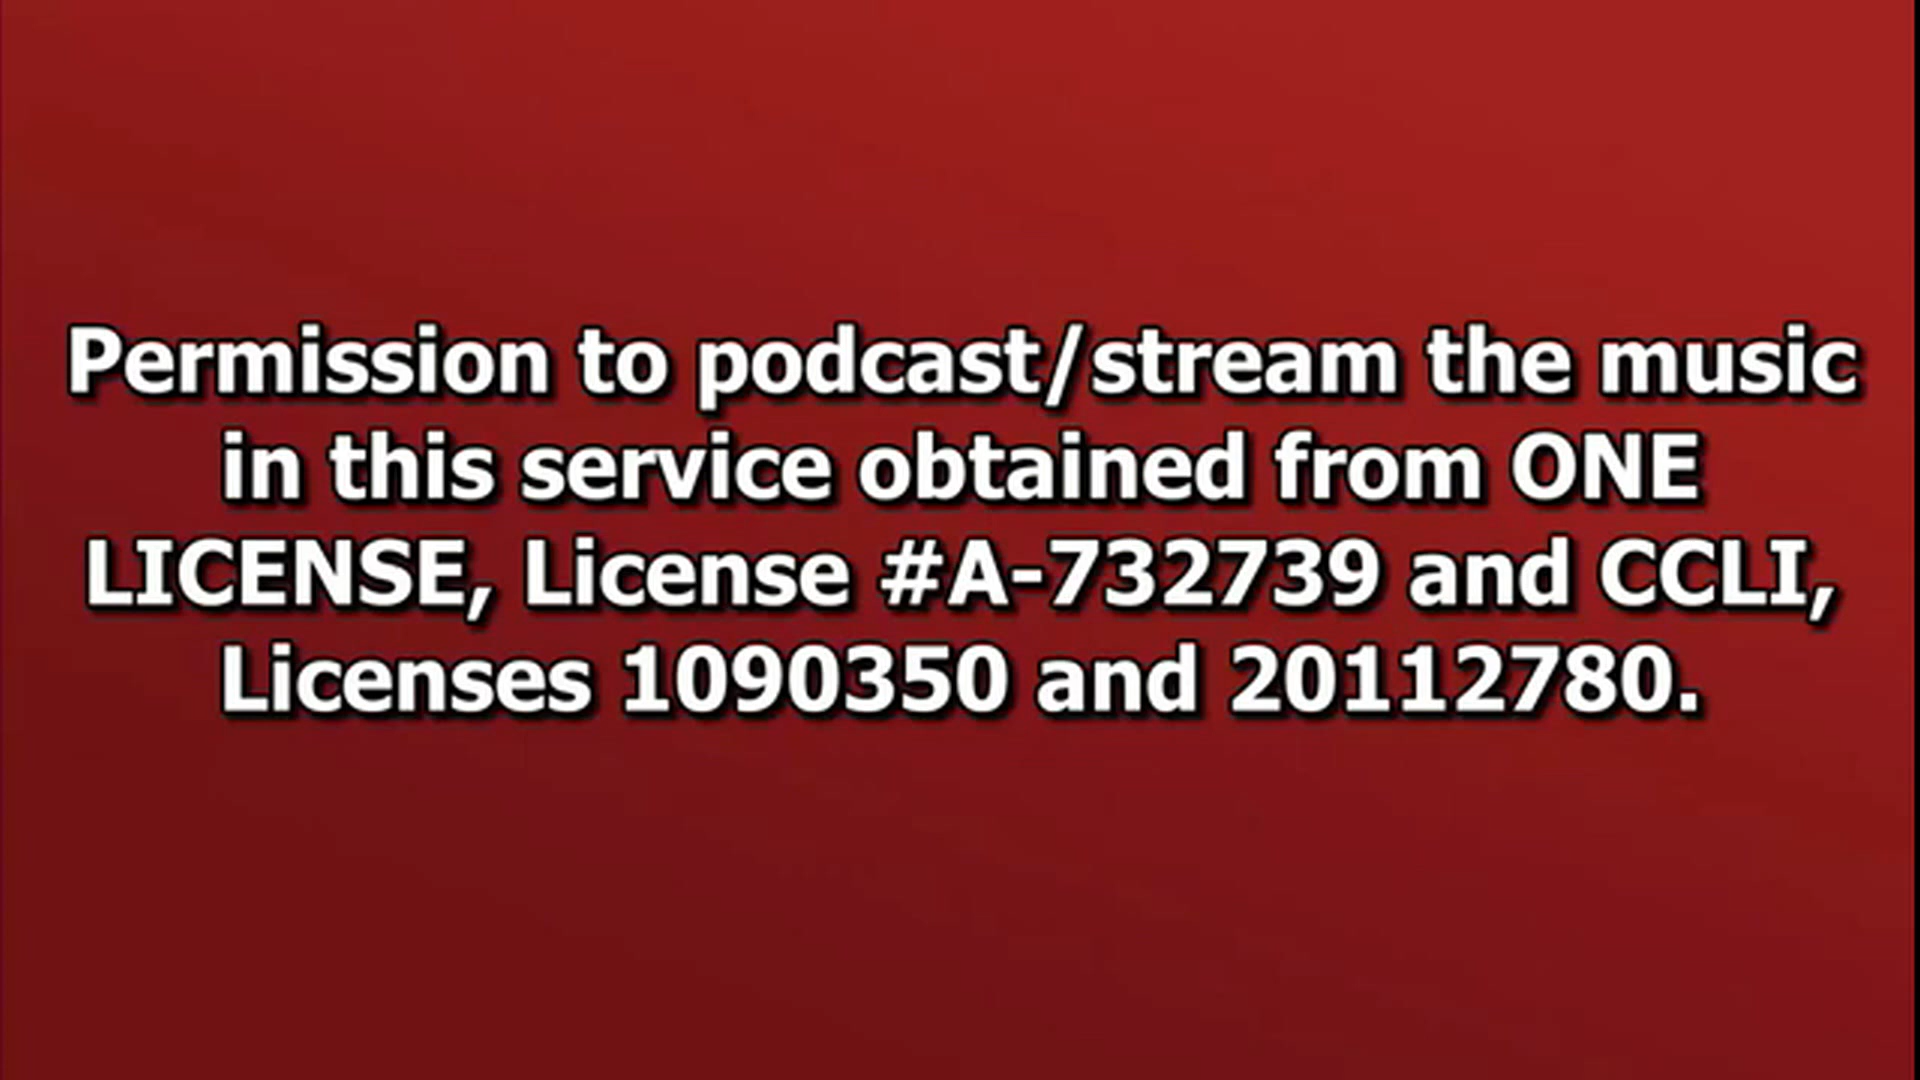 Permission to podcast/stream the music
in this service obtained from ONE
LICENSE, License #A-732739 and CCLI,
Licenses 1090350 and 20112780.